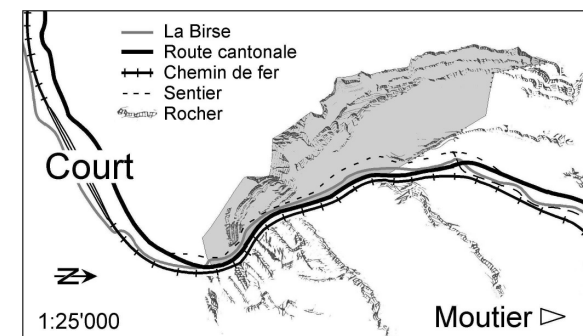 La Birse
Route cantonale
Chemin de fer
Sentier
Rocher
Court
N
1:25'000
Moutier